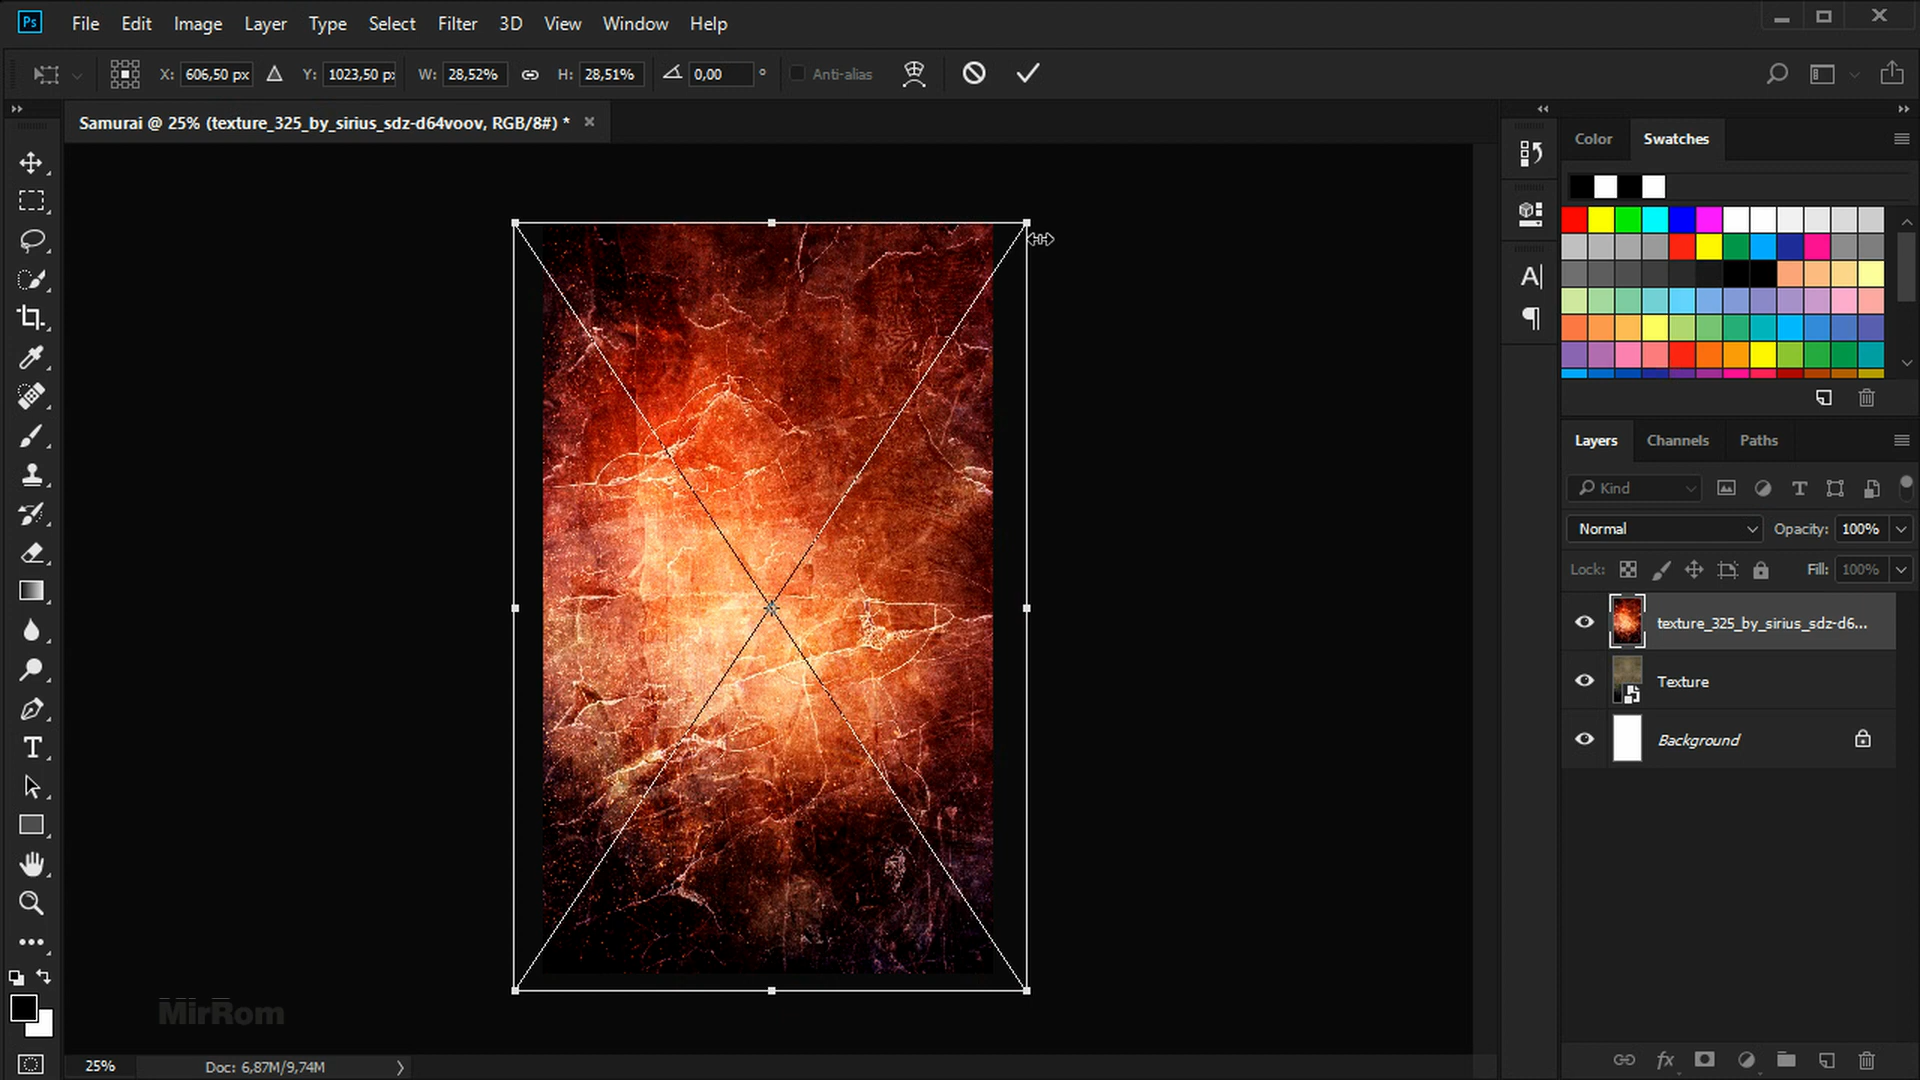 Ps File Edit Image Layer Type Select Filter 3D View Window Help
X: 606,50 px Y: 1023,50 px W: 28,52% H: 28,51% 0,00 ° Anti-alias
Samurai @ 25% (texture_325_by_sirius_sdz-d64voov, RGB/8#) * ×
Color Swatches
Layers Channels Paths
Kind
Normal Opacity: 100%
Lock: Fill: 100%
texture_325_by_sirius_sdz-d6...
Texture
Background
MirRom
25% Doc: 6,87M/9,74M